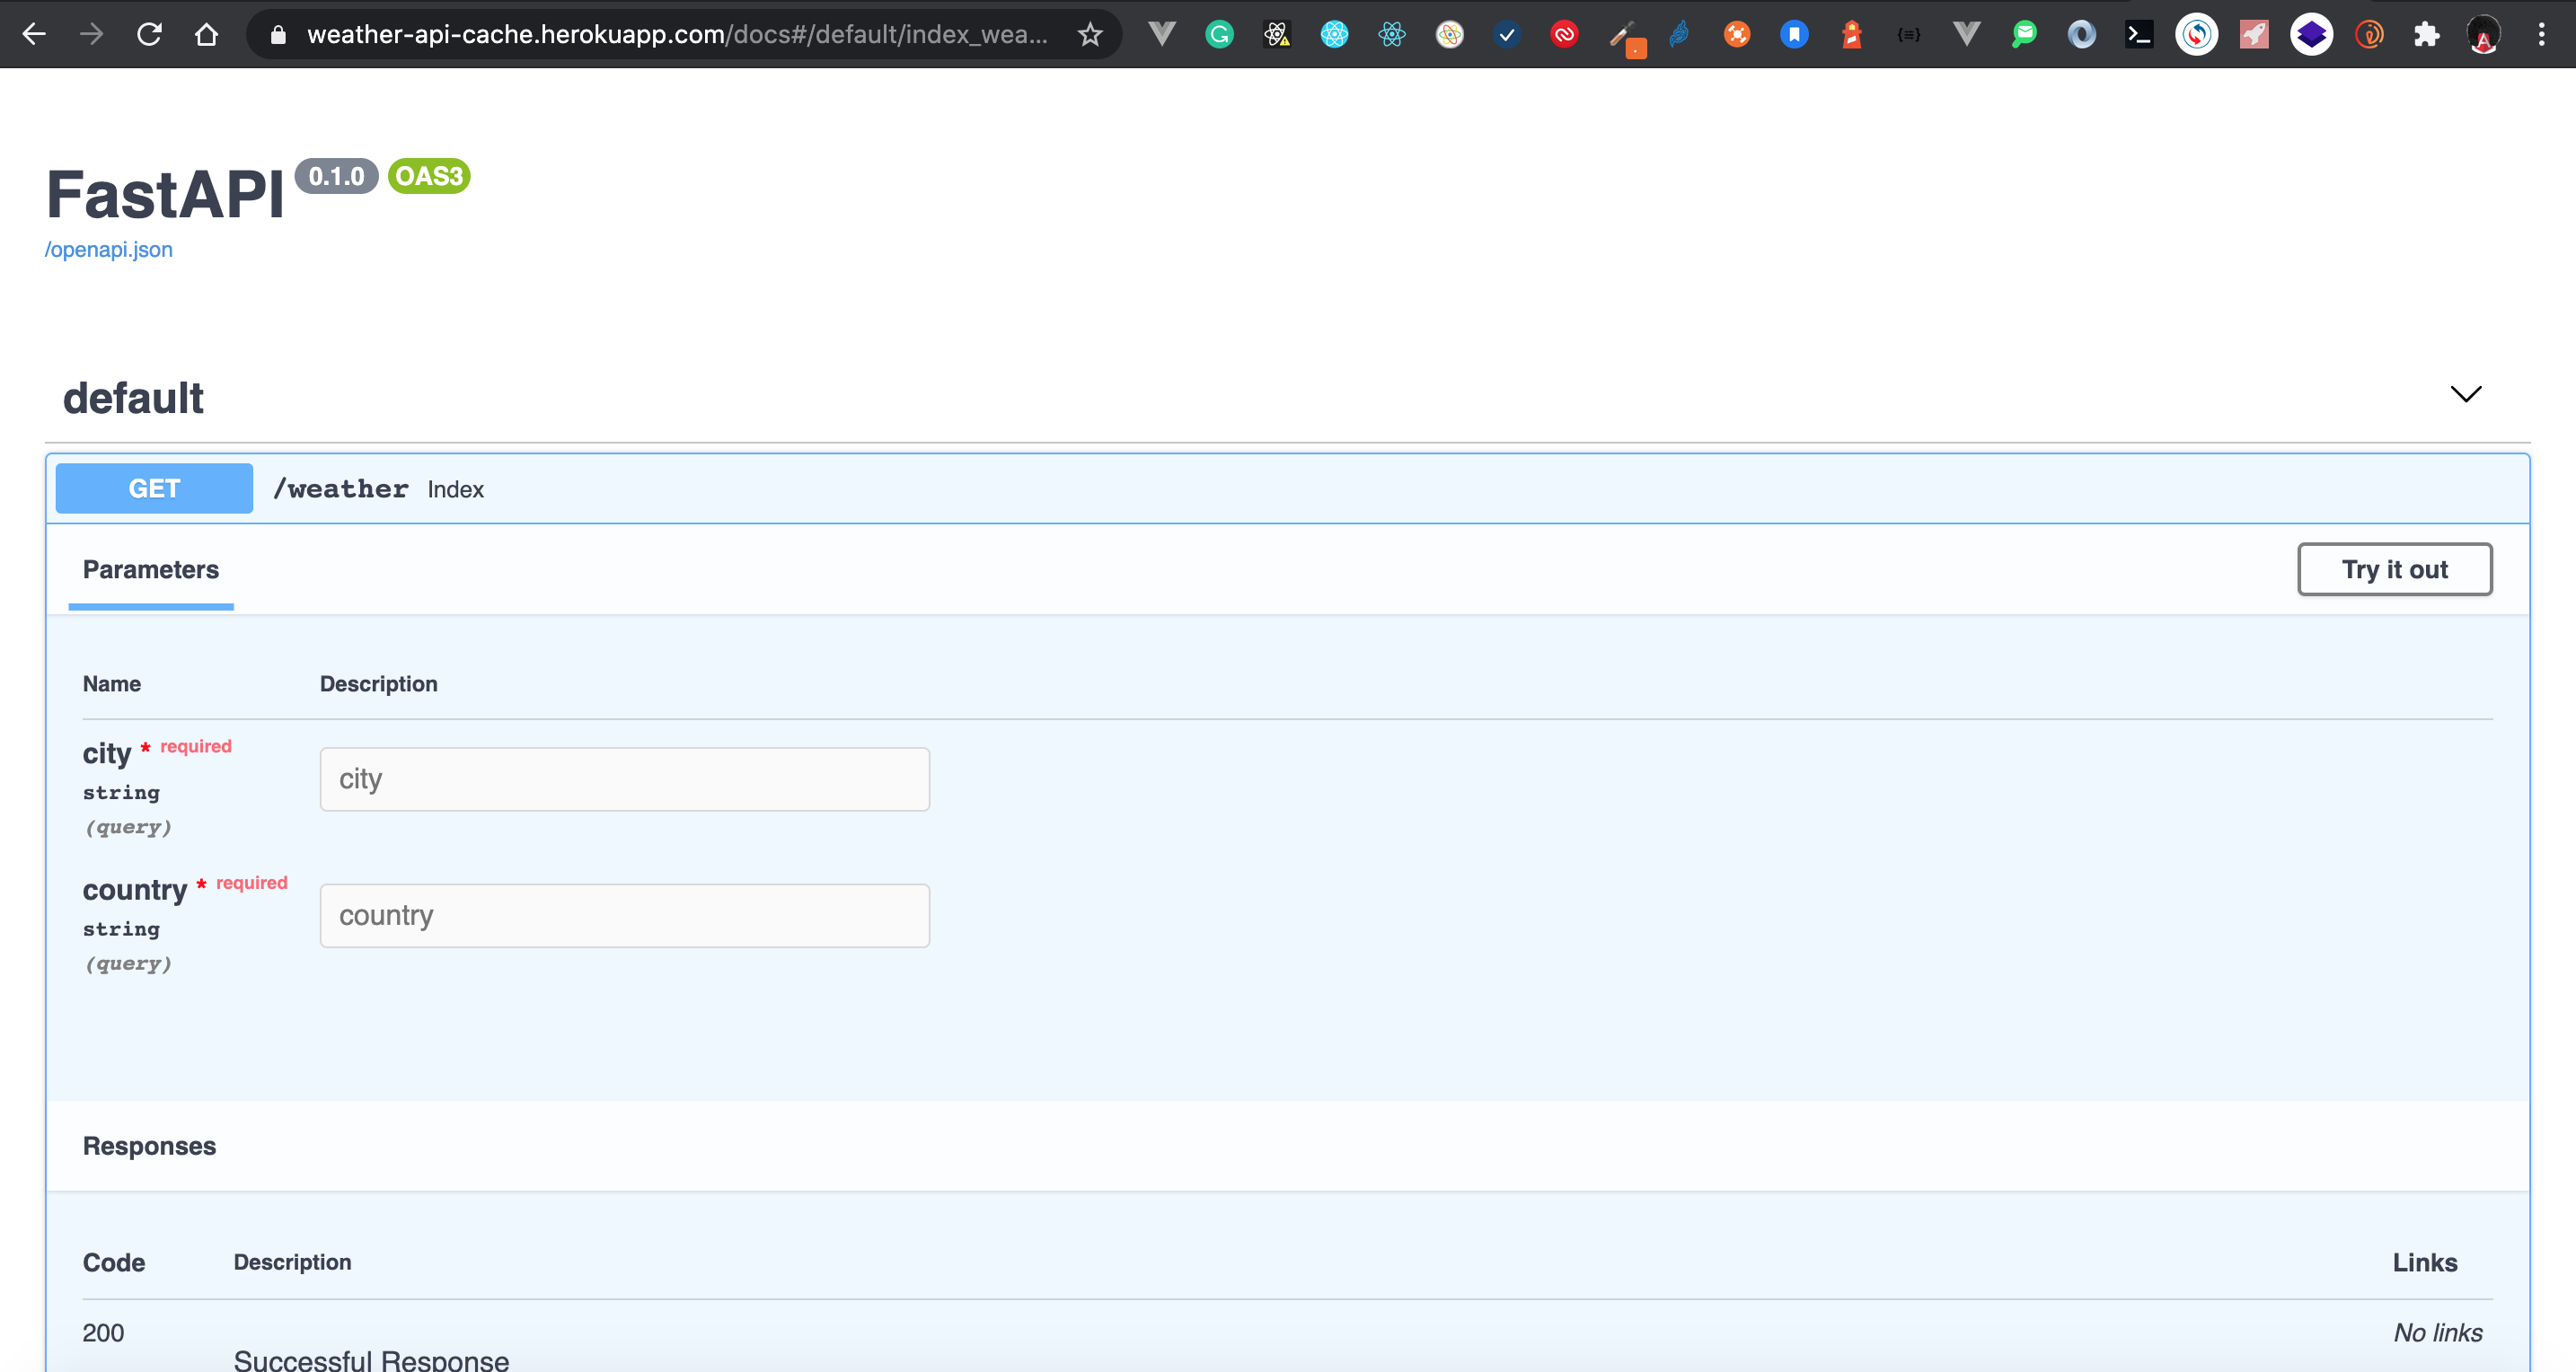 weather-api-cache.herokuapp.com/docs#/default/index_wea...
FastAPI 0.1.0 OAS3
/openapi.json
default
GET /weather Index
Parameters
Try it out
Name Description
city * required
string
(query)
city
country * required
string
(query)
country
Responses
Code Description Links
200
Successful Response
No links